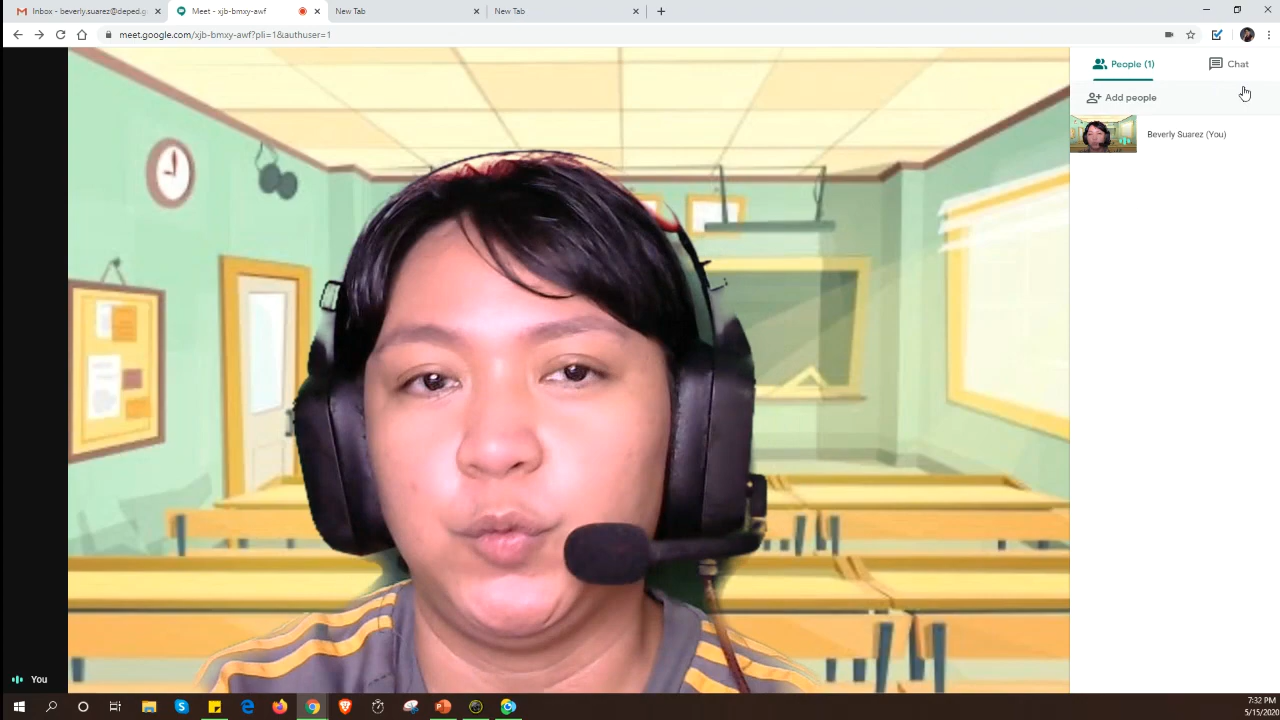 Inbox - beverly.suarez@deped.g
Meet - xjb-bmxy-awf
New Tab
New Tab
meet.google.com/xjb-bmxy-awf?pli=1&authuser=1
People (1)
Chat
Add people
Beverly Suarez (You)
You
7:32 PM
5/15/2020